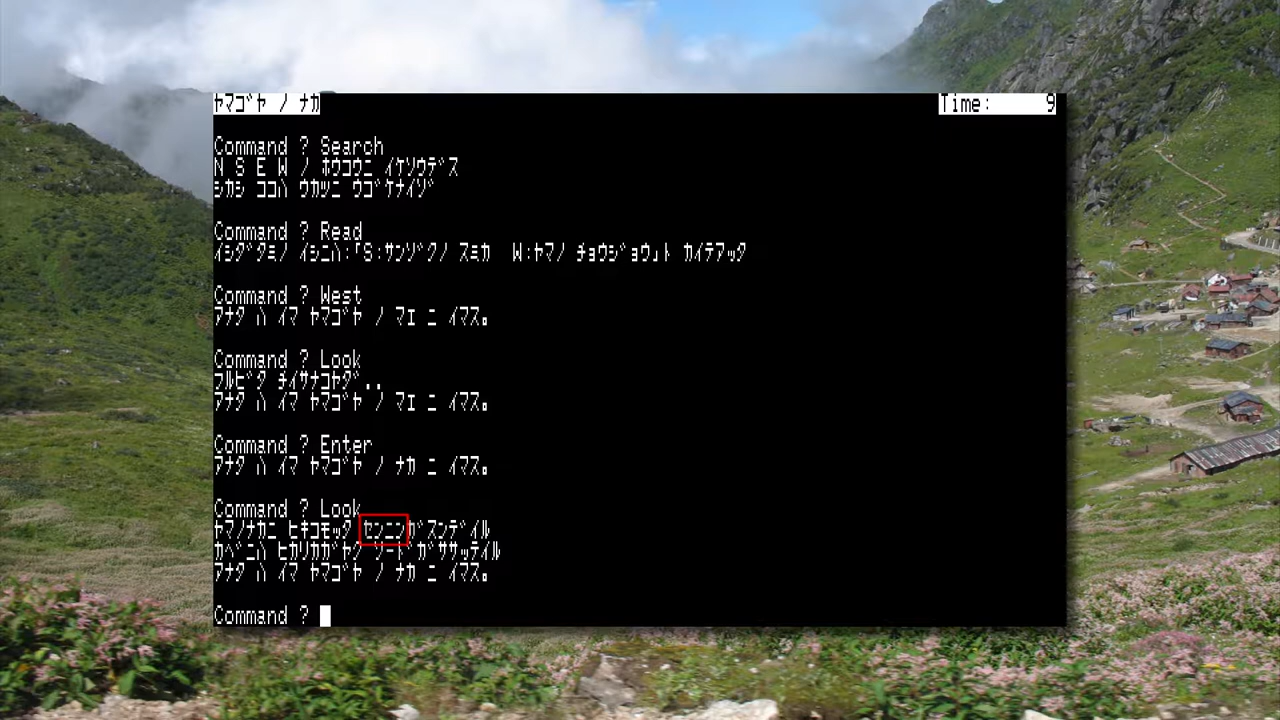 ヤマゴヤ ノ ナカ Time: 9
Command ? Search
N S E W ノ ホウコウニ イケソウデス
シカシ ココハ ウカツニ ウゴケナイゾ
Command ? Read
イシダタミノ イシニハ:「S:サンゾクノ スミカ W:ヤマノ チョウジョウ」ト カイテアッタ
Command ? West
アナタ ハ イマ ヤマゴヤ ノ マエ ニ イマス。
Command ? Look
フルビタ チイサナコヤダ..
アナタ ハ イマ ヤマゴヤ ノ マエ ニ イマス。
Command ? Enter
アナタ ハ イマ ヤマゴヤ ノ ナカ ニ イマス。
Command ? Look
ヤマノナカニ ヒキコモッタ センニンガスンデイル
カベニハ ヒカリカガヤク ソードガササッテイル
アナタ ハ イマ ヤマゴヤ ノ ナカ ニ イマス。
Command ?